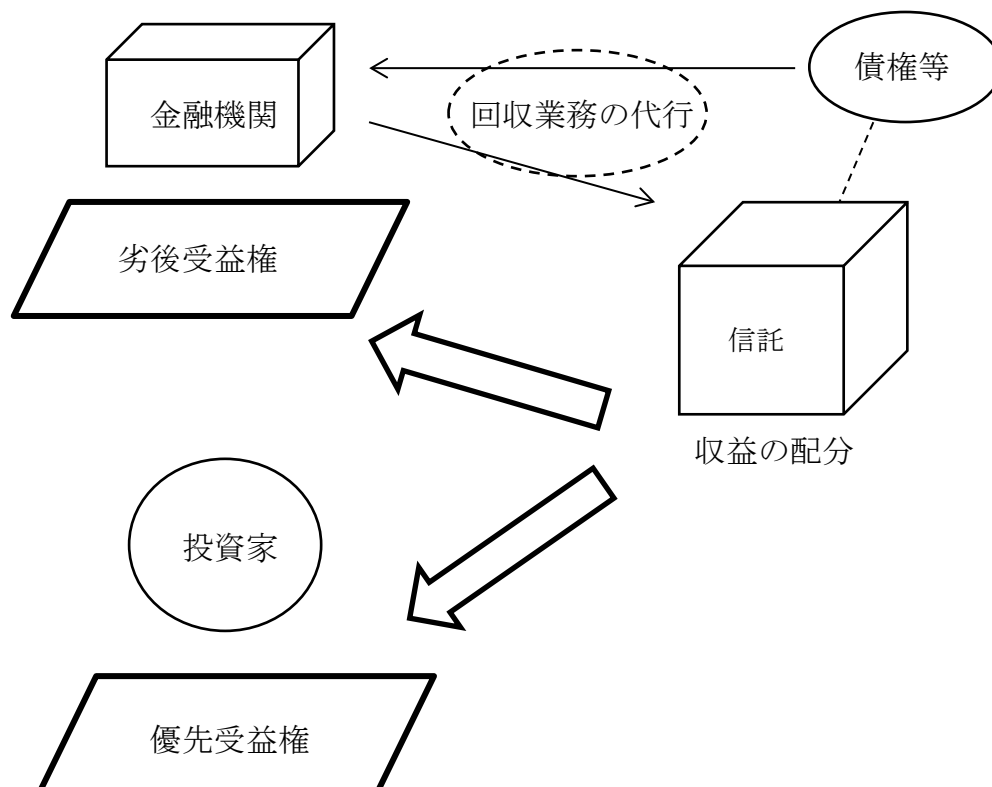 債権等
金融機関
回収業務の代行
劣後受益権
信託
収益の配分
投資家
優先受益権